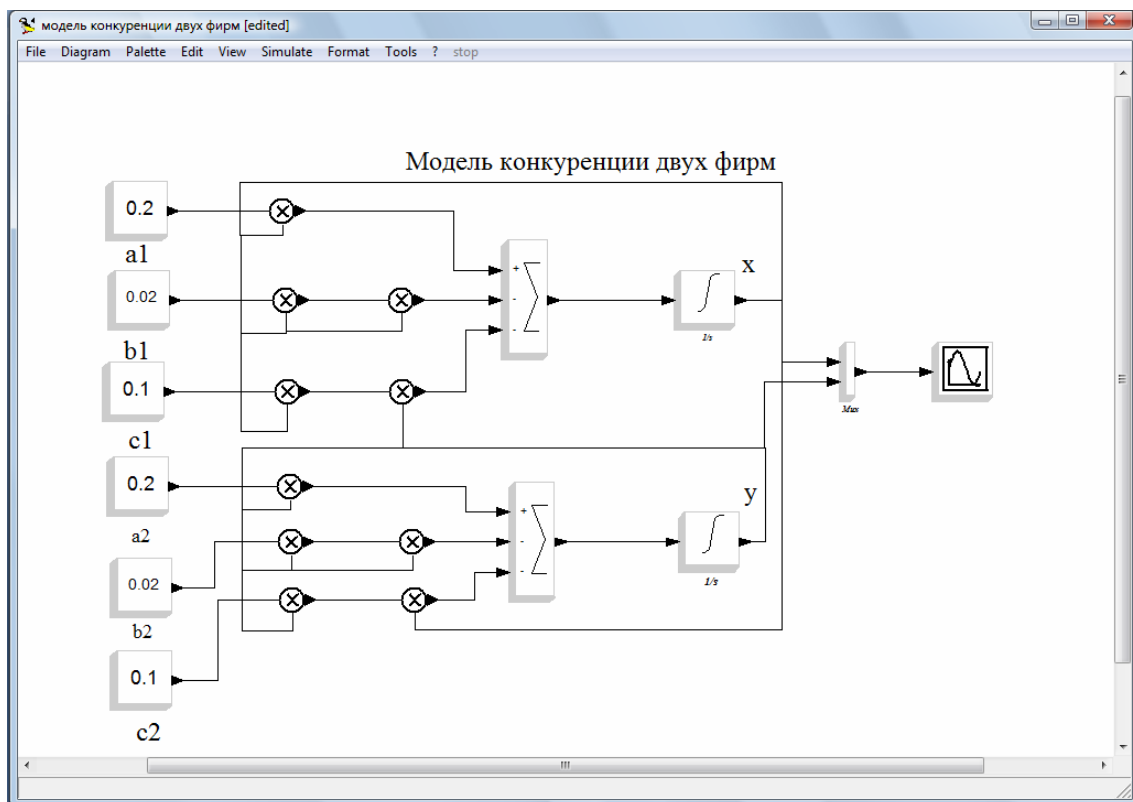 модель конкуренции двух фирм [edited]
File Diagram Palette Edit View Simulate Format Tools ? stop
Модель конкуренции двух фирм
0.2
a1
0.02
b1
0.1
c1
+
-
-
x
1/s
Mux
0.2
a2
0.02
b2
0.1
c2
+
-
-
y
1/s